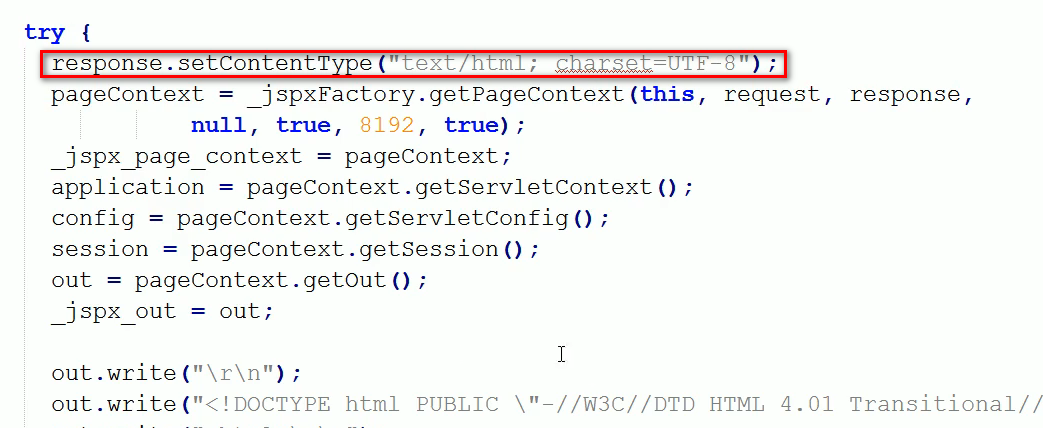 try {
response.setContentType("text/html; charset=UTF-8");
pageContext = _jspxFactory.getPageContext(this, request, response,
null, true, 8192, true);
_jspx_page_context = pageContext;
application = pageContext.getServletContext();
config = pageContext.getServletConfig();
session = pageContext.getSession();
out = pageContext.getOut();
_jspx_out = out;
out.write("\r\n");
out.write("<!DOCTYPE html PUBLIC \"-//W3C//DTD HTML 4.01 Transitional//